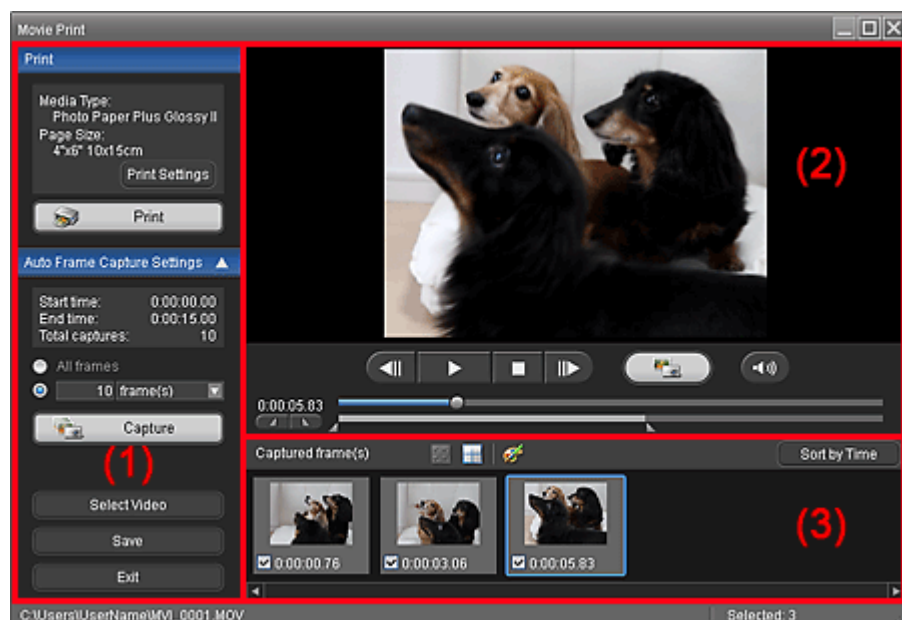 Movie Print
Print
Media Type:
Photo Paper Plus Glossy II
Page Size:
4"x6" 10x15cm
Print Settings
Print
Auto Frame Capture Settings
Start time: 0:00:00.00
End time: 0:00:15.00
Total captures: 10
All frames
10 frame(s)
Capture
(1)
Select Video
Save
Exit
(2)
0:00:05.83
Captured frame(s)
Sort by Time
0:00:00.76
0:00:03.06
0:00:05.83
(3)
C:\Users\UserName\MVI_0001.MOV
Selected: 3